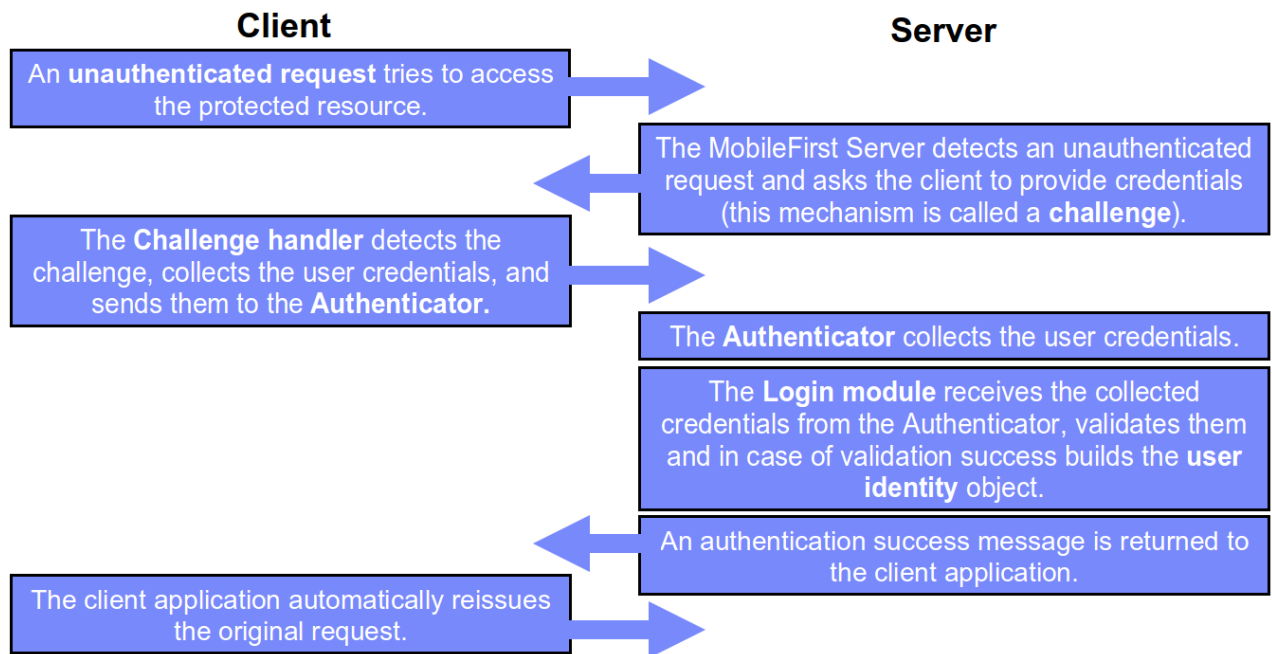 Client
Server
An unauthenticated request tries to access
the protected resource.
The MobileFirst Server detects an unauthenticated
request and asks the client to provide credentials
(this mechanism is called a challenge).
The Challenge handler detects the
challenge, collects the user credentials, and
sends them to the Authenticator.
The Authenticator collects the user credentials.
The Login module receives the collected
credentials from the Authenticator, validates them
and in case of validation success builds the user
identity object.
An authentication success message is returned to
the client application.
The client application automatically reissues
the original request.